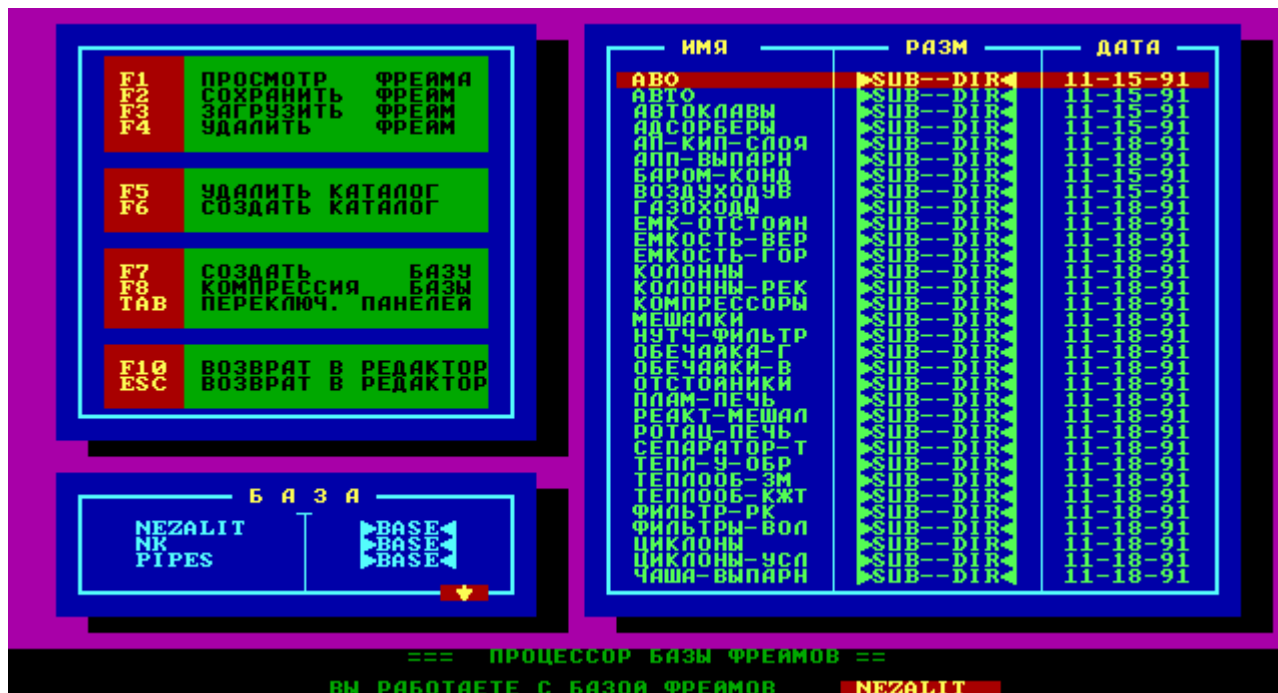 F1 ПРОСМОТР ФРЕЙМА
F2 СОХРАНИТЬ ФРЕЙМ
F3 ЗАГРУЗИТЬ ФРЕЙМ
F4 УДАЛИТЬ ФРЕЙМ
F5 УДАЛИТЬ КАТАЛОГ
F6 СОЗДАТЬ КАТАЛОГ
F7 СОЗДАТЬ БАЗУ
F8 КОМПРЕССИЯ БАЗЫ
TAB ПЕРЕКЛЮЧ. ПАНЕЛЕЙ
F10 ВОЗВРАТ В РЕДАКТОР
ESC ВОЗВРАТ В РЕДАКТОР
Б А З А
NEZALIT ►BASE◄
NK ►BASE◄
PIPES ►BASE◄
ИМЯ РАЗМ ДАТА
АВО ►SUB--DIR◄ 11-15-91
АВТО ►SUB--DIR◄ 11-15-91
АВТОКЛАВЫ ►SUB--DIR◄ 11-15-91
АДСОРБЕРЫ ►SUB--DIR◄ 11-15-91
АП-КИП-СЛОЯ ►SUB--DIR◄ 11-18-91
АПП-ВЫПАРН ►SUB--DIR◄ 11-18-91
БАРОМ-КОНД ►SUB--DIR◄ 11-15-91
ВОЗДУХОДУВ ►SUB--DIR◄ 11-15-91
ГАЗОХОДЫ ►SUB--DIR◄ 11-18-91
ЕМК-ОТСТОЙН ►SUB--DIR◄ 11-18-91
ЕМКОСТЬ-ВЕР ►SUB--DIR◄ 11-18-91
ЕМКОСТЬ-ГОР ►SUB--DIR◄ 11-18-91
КОЛОННЫ ►SUB--DIR◄ 11-18-91
КОЛОННЫ-РЕК ►SUB--DIR◄ 11-18-91
КОМПРЕССОРЫ ►SUB--DIR◄ 11-18-91
МЕШАЛКИ ►SUB--DIR◄ 11-18-91
НУТЧ-ФИЛЬТР ►SUB--DIR◄ 11-18-91
ОБЕЧАЙКА-Г ►SUB--DIR◄ 11-18-91
ОБЕЧАЙКИ-В ►SUB--DIR◄ 11-18-91
ОТСТОЙНИКИ ►SUB--DIR◄ 11-18-91
ПЛАМ-ПЕЧЬ ►SUB--DIR◄ 11-18-91
РЕАКТ-МЕШАЛ ►SUB--DIR◄ 11-18-91
РОТАЦ-ПЕЧЬ ►SUB--DIR◄ 11-18-91
СЕПАРАТОР-Т ►SUB--DIR◄ 11-18-91
ТЕПЛ-У-ОБР ►SUB--DIR◄ 11-18-91
ТЕПЛООБ-ЗМ ►SUB--DIR◄ 11-18-91
ТЕПЛООБ-КЖТ ►SUB--DIR◄ 11-18-91
ФИЛЬТР-РК ►SUB--DIR◄ 11-18-91
ФИЛЬТРЫ-ВОЛ ►SUB--DIR◄ 11-18-91
ЦИКЛОНЫ ►SUB--DIR◄ 11-18-91
ЦИКЛОНЫ-УСЛ ►SUB--DIR◄ 11-18-91
ЧАША-ВЫПАРН ►SUB--DIR◄ 11-18-91
=== ПРОЦЕССОР БАЗЫ ФРЕЙМОВ ==
ВЫ РАБОТАЕТЕ С БАЗОЙ ФРЕЙМОВ NEZALIT